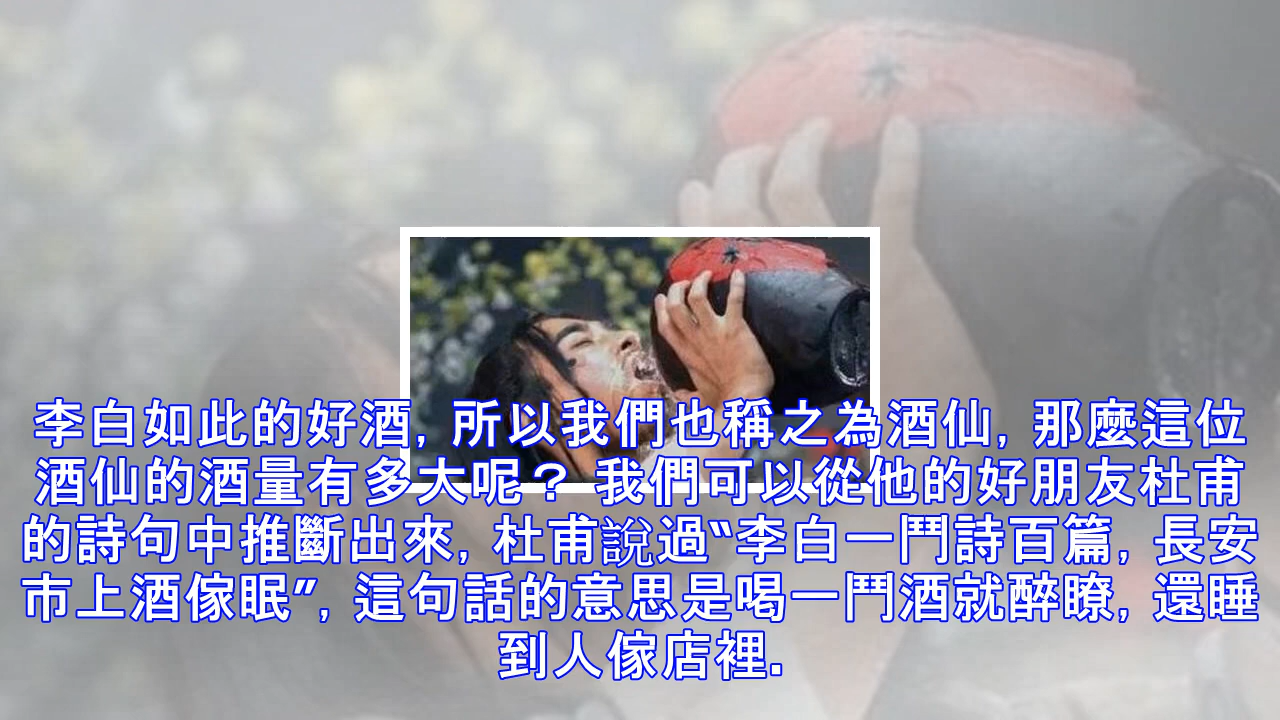 李白如此的好酒, 所以我們也稱之為酒仙, 那麼這位
酒仙的酒量有多大呢？ 我們可以從他的好朋友杜甫
的詩句中推斷出來, 杜甫說過“李白一鬥詩百篇, 長安
市上酒傢眠”, 這句話的意思是喝一鬥酒就醉瞭, 還睡
到人傢店裡.